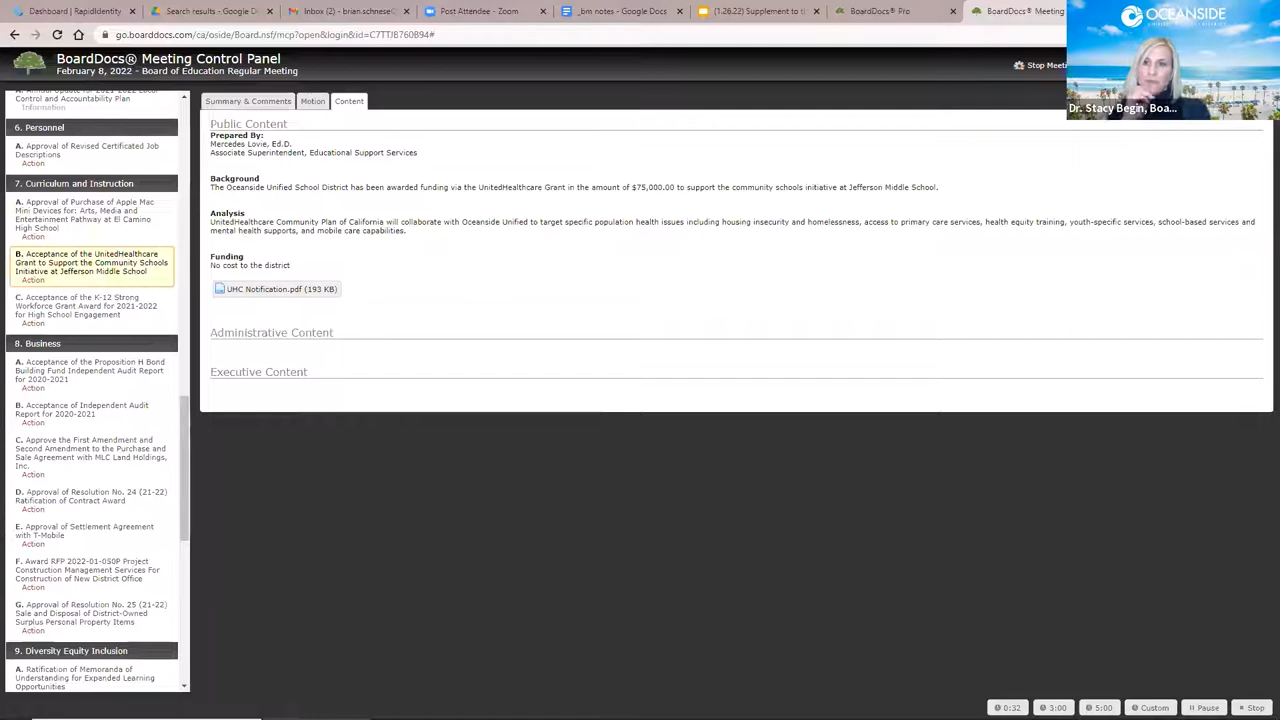 Dashboard | RapidIdentity
Search results - Google Drive
Inbox (2) - brian.schnese@
Post Attendee - Zoom
_bm notes - Google Docs
(1.26.22) Supplement to th
BoardDocs® Pro
BoardDocs® Meeting
go.boarddocs.com/ca/oside/Board.nsf/mcp?open&login&id=C7TTJ8760B94#
BoardDocs® Meeting Control Panel
February 8, 2022 - Board of Education Regular Meeting
Stop Meeti
OCEANSIDE
Dr. Stacy Begin, Boa...
A. Annual Update for 2021-2022 Local
Control and Accountability Plan
Information
6. Personnel
A. Approval of Revised Certificated Job
Descriptions
Action
7. Curriculum and Instruction
A. Approval of Purchase of Apple Mac
Mini Devices for: Arts, Media and
Entertainment Pathway at El Camino
High School
Action
B. Acceptance of the UnitedHealthcare
Grant to Support the Community Schools
Initiative at Jefferson Middle School
Action
C. Acceptance of the K-12 Strong
Workforce Grant Award for 2021-2022
for High School Engagement
Action
8. Business
A. Acceptance of the Proposition H Bond
Building Fund Independent Audit Report
for 2020-2021
Action
B. Acceptance of Independent Audit
Report for 2020-2021
Action
C. Approve the First Amendment and
Second Amendment to the Purchase and
Sale Agreement with MLC Land Holdings,
Inc.
Action
D. Approval of Resolution No. 24 (21-22)
Ratification of Contract Award
Action
E. Approval of Settlement Agreement
with T-Mobile
Action
F. Award RFP 2022-01-0S0P Project
Construction Management Services For
Construction of New District Office
Action
G. Approval of Resolution No. 25 (21-22)
Sale and Disposal of District-Owned
Surplus Personal Property Items
Action
9. Diversity Equity Inclusion
A. Ratification of Memoranda of
Understanding for Expanded Learning
Opportunities
Summary & Comments
Motion
Content
Public Content
Prepared By:
Mercedes Lovie, Ed.D.
Associate Superintendent, Educational Support Services
Background
The Oceanside Unified School District has been awarded funding via the UnitedHealthcare Grant in the amount of $75,000.00 to support the community schools initiative at Jefferson Middle School.
Analysis
UnitedHealthcare Community Plan of California will collaborate with Oceanside Unified to target specific population health issues including housing insecurity and homelessness, access to primary care services, health equity training, youth-specific services, school-based services and
mental health supports, and mobile care capabilities.
Funding
No cost to the district
UHC Notification.pdf (193 KB)
Administrative Content
Executive Content
0:32
3:00
5:00
Custom
Pause
Stop